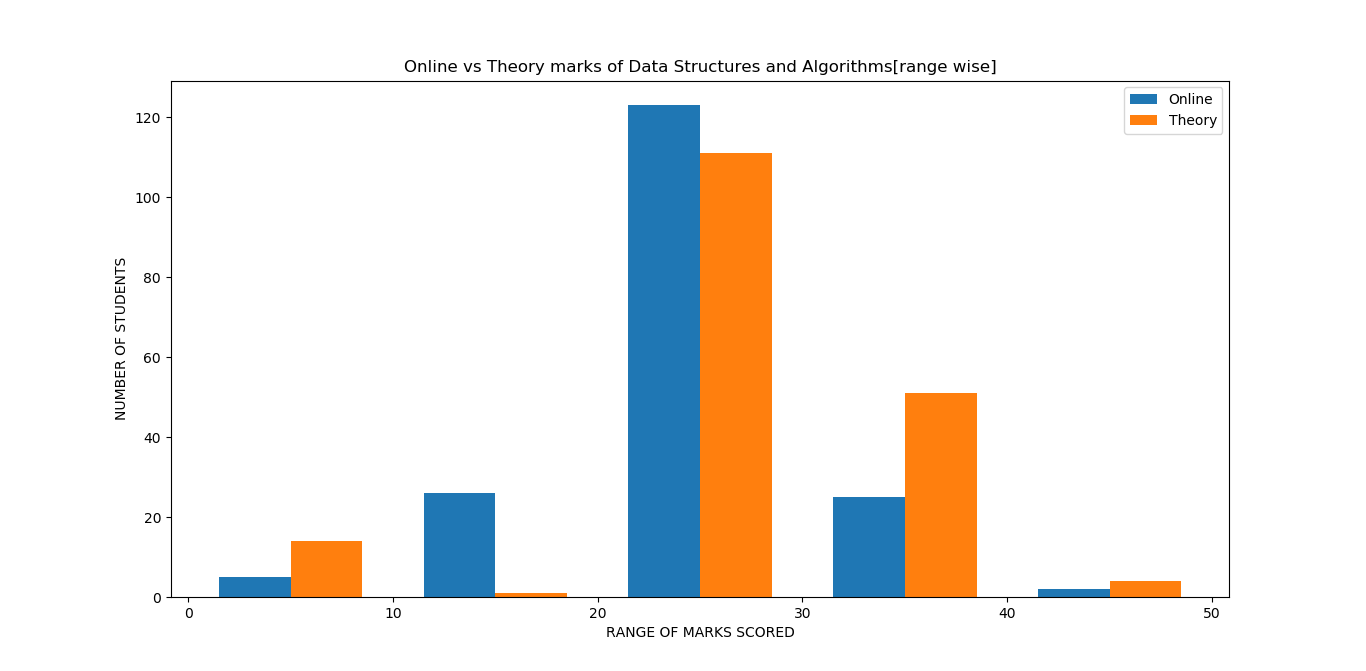 Online vs Theory marks of Data Structures and Algorithms[range wise]
Online
Theory
NUMBER OF STUDENTS
120
100
80
60
40
20
0
0 10 20 30 40 50
RANGE OF MARKS SCORED